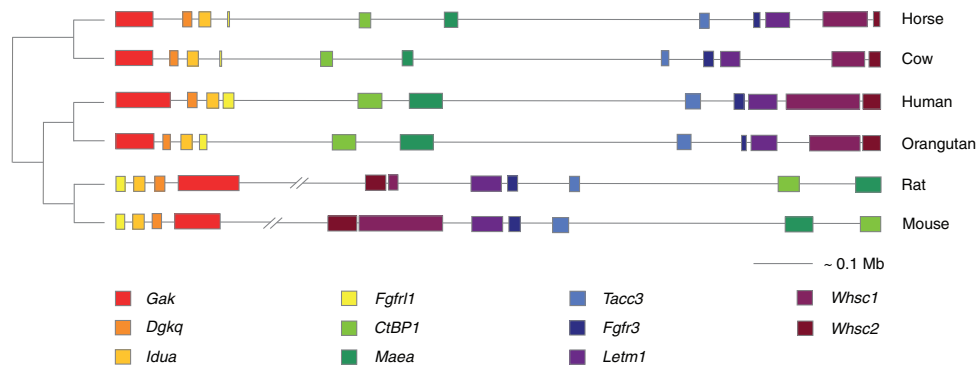 Horse
Cow
Human
Orangutan
Rat
Mouse
~ 0.1 Mb
Gak
Fgfrl1
Tacc3
Whsc1
Dgkq
CtBP1
Fgfr3
Whsc2
Idua
Maea
Letm1